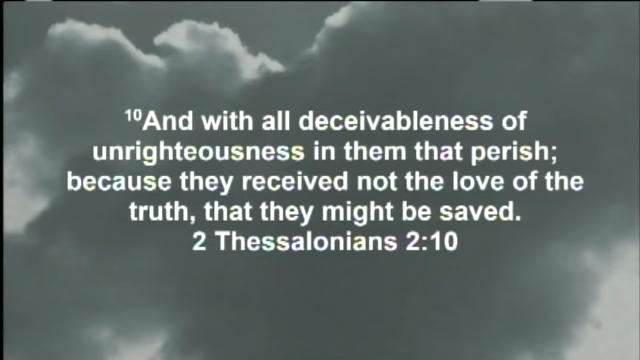 ¹⁰And with all deceivableness of
unrighteousness in them that perish;
because they received not the love of the
truth, that they might be saved.
2 Thessalonians 2:10